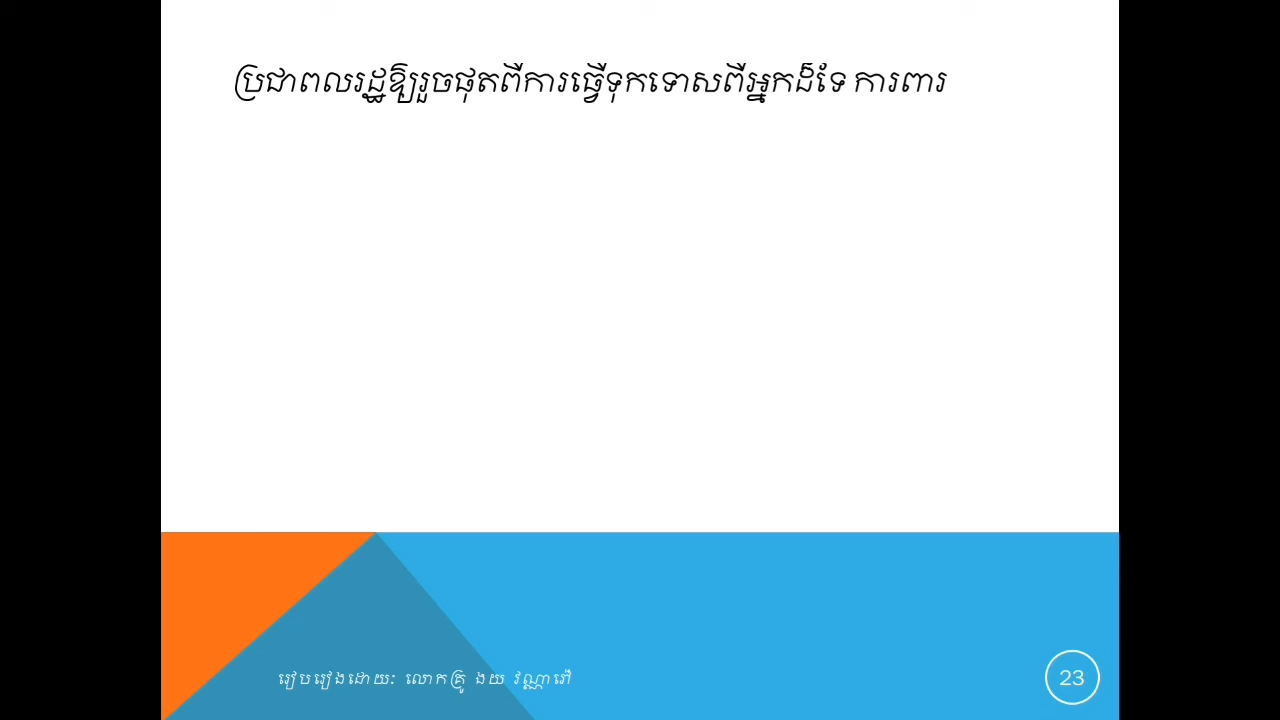 ប្រជាពលរដ្ឋឱ្យរួចផុតពីការធ្វើទុកទោសពីអ្នកដ៏ទៃ ការពារ
រៀបរៀងដោយ: លោកគ្រូ ងយ វណ្ណារ៉ៅ
23